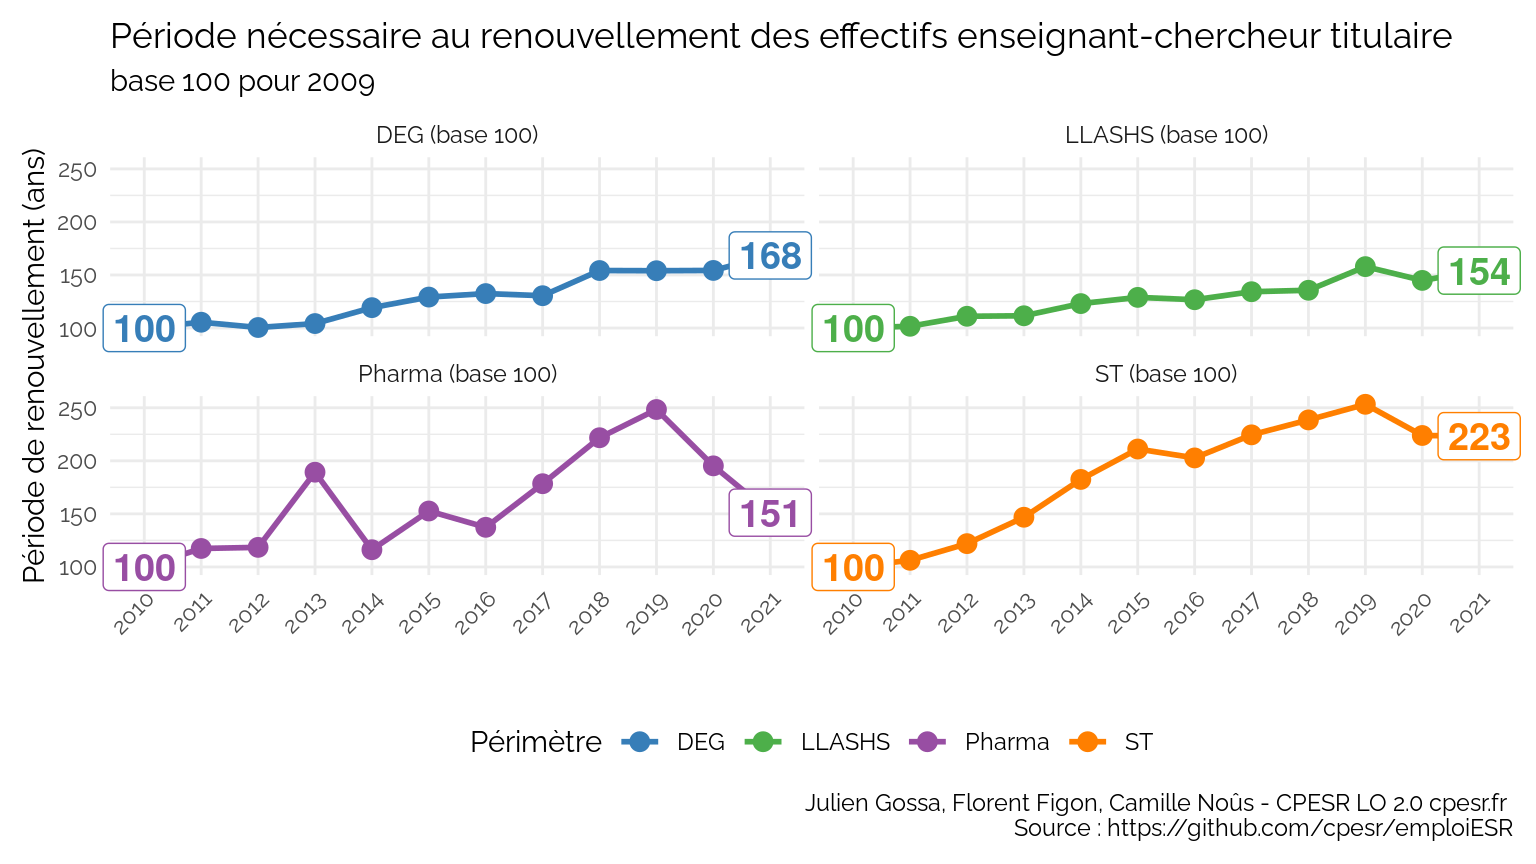 Période nécessaire au renouvellement des effectifs enseignant-chercheur titulaire
base 100 pour 2009
Période de renouvellement (ans)
DEG (base 100)
250
200
150
100
100
168
LLASHS (base 100)
100
154
Pharma (base 100)
250
200
150
100
100
151
2010 2011 2012 2013 2014 2015 2016 2017 2018 2019 2020 2021
ST (base 100)
100
223
2010 2011 2012 2013 2014 2015 2016 2017 2018 2019 2020 2021
Périmètre DEG LLASHS Pharma ST
Julien Gossa, Florent Figon, Camille Noûs - CPESR LO 2.0 cpesr.fr
Source : https://github.com/cpesr/emploiESR